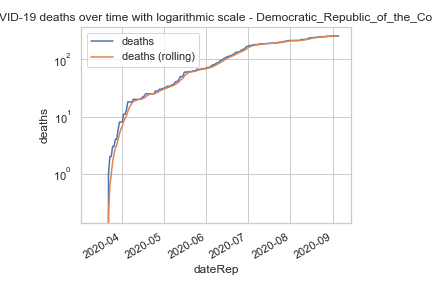 VID-19 deaths over time with logarithmic scale - Democratic_Republic_of_the_Co
deaths
deaths (rolling)
10²
10¹
10⁰
deaths
2020-04
2020-05
2020-06
2020-07
2020-08
2020-09
dateRep